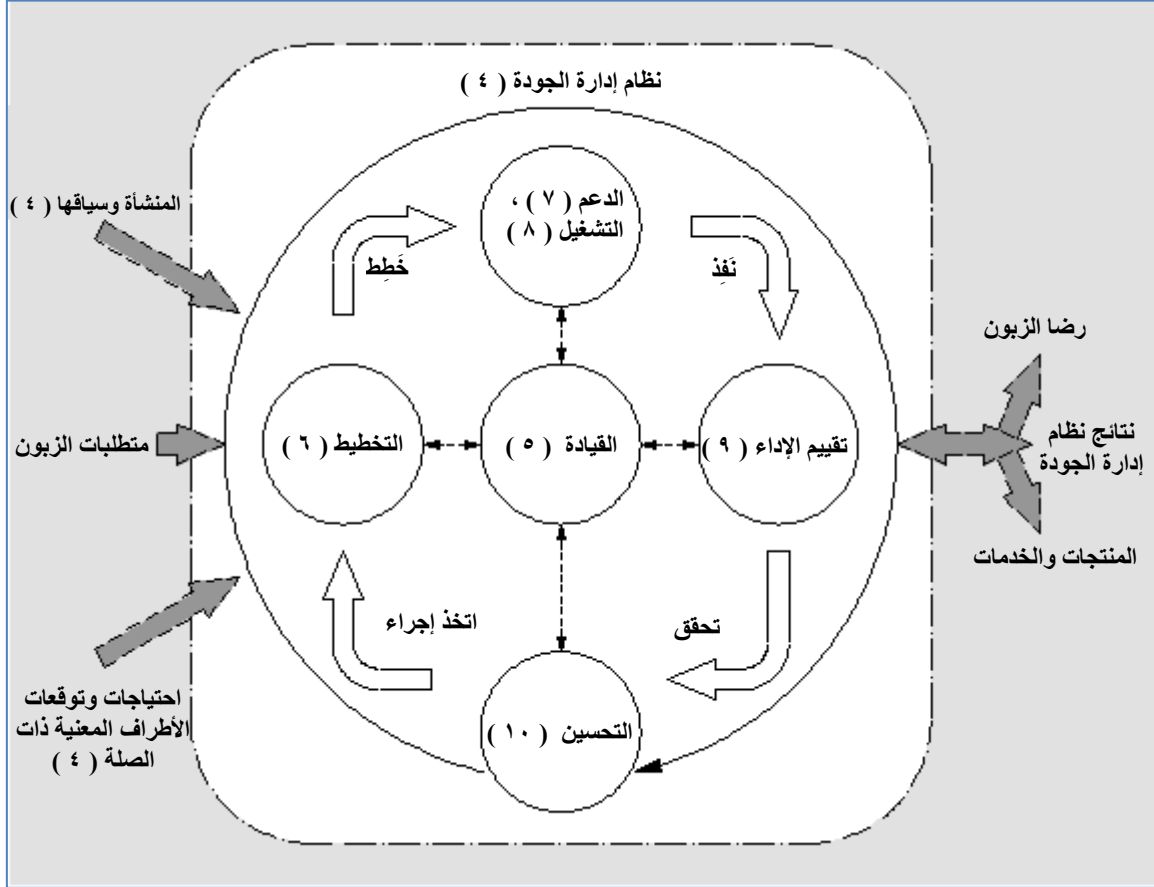 نظام إدارة الجودة ( ٤ )
المنشأة وسياقها ( ٤ )
الدعم ( ٧ ) ،
التشغيل ( ٨ )
خَطِط
نَفِذ
رضا الزبون
متطلبات الزبون
التخطيط ( ٦ )
القيادة ( ٥ )
تقييم الإداء ( ٩ )
نتائج نظام
إدارة الجودة
المنتجات والخدمات
اتخذ إجراء
تحقق
احتياجات وتوقعات
الأطراف المعنية ذات
الصلة ( ٤ )
التحسين ( ١٠ )